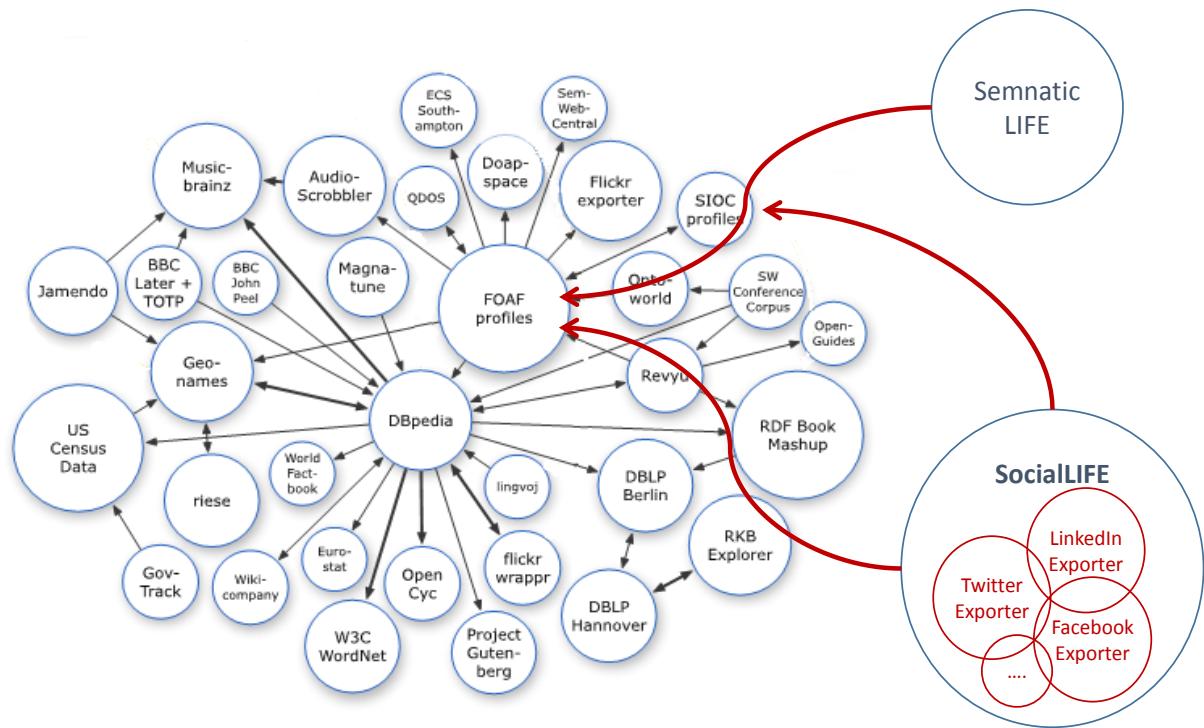 ECS
South-
ampton
Sem-
Web-
Central
Semnatic
LIFE
Music-
brainz
Audio-
Scrobbler
QDOS
Doap-
space
Flickr
exporter
SIOC
profiles
Jamendo
BBC
Later +
TOTP
BBC
John
Peel
Magna-
tune
FOAF
profiles
Onto-
world
SW
Conference
Corpus
Open-
Guides
Geo-
names
Revyu
US
Census
Data
DBpedia
RDF Book
Mashup
World
Fact-
book
lingvoj
DBLP
Berlin
riese
RKB
Explorer
Gov-
Track
Wiki-
company
Euro-
stat
Open
Cyc
flickr
wrappr
DBLP
Hannover
W3C
WordNet
Project
Guten-
berg
SocialLIFE
LinkedIn
Exporter
Twitter
Exporter
Facebook
Exporter
....